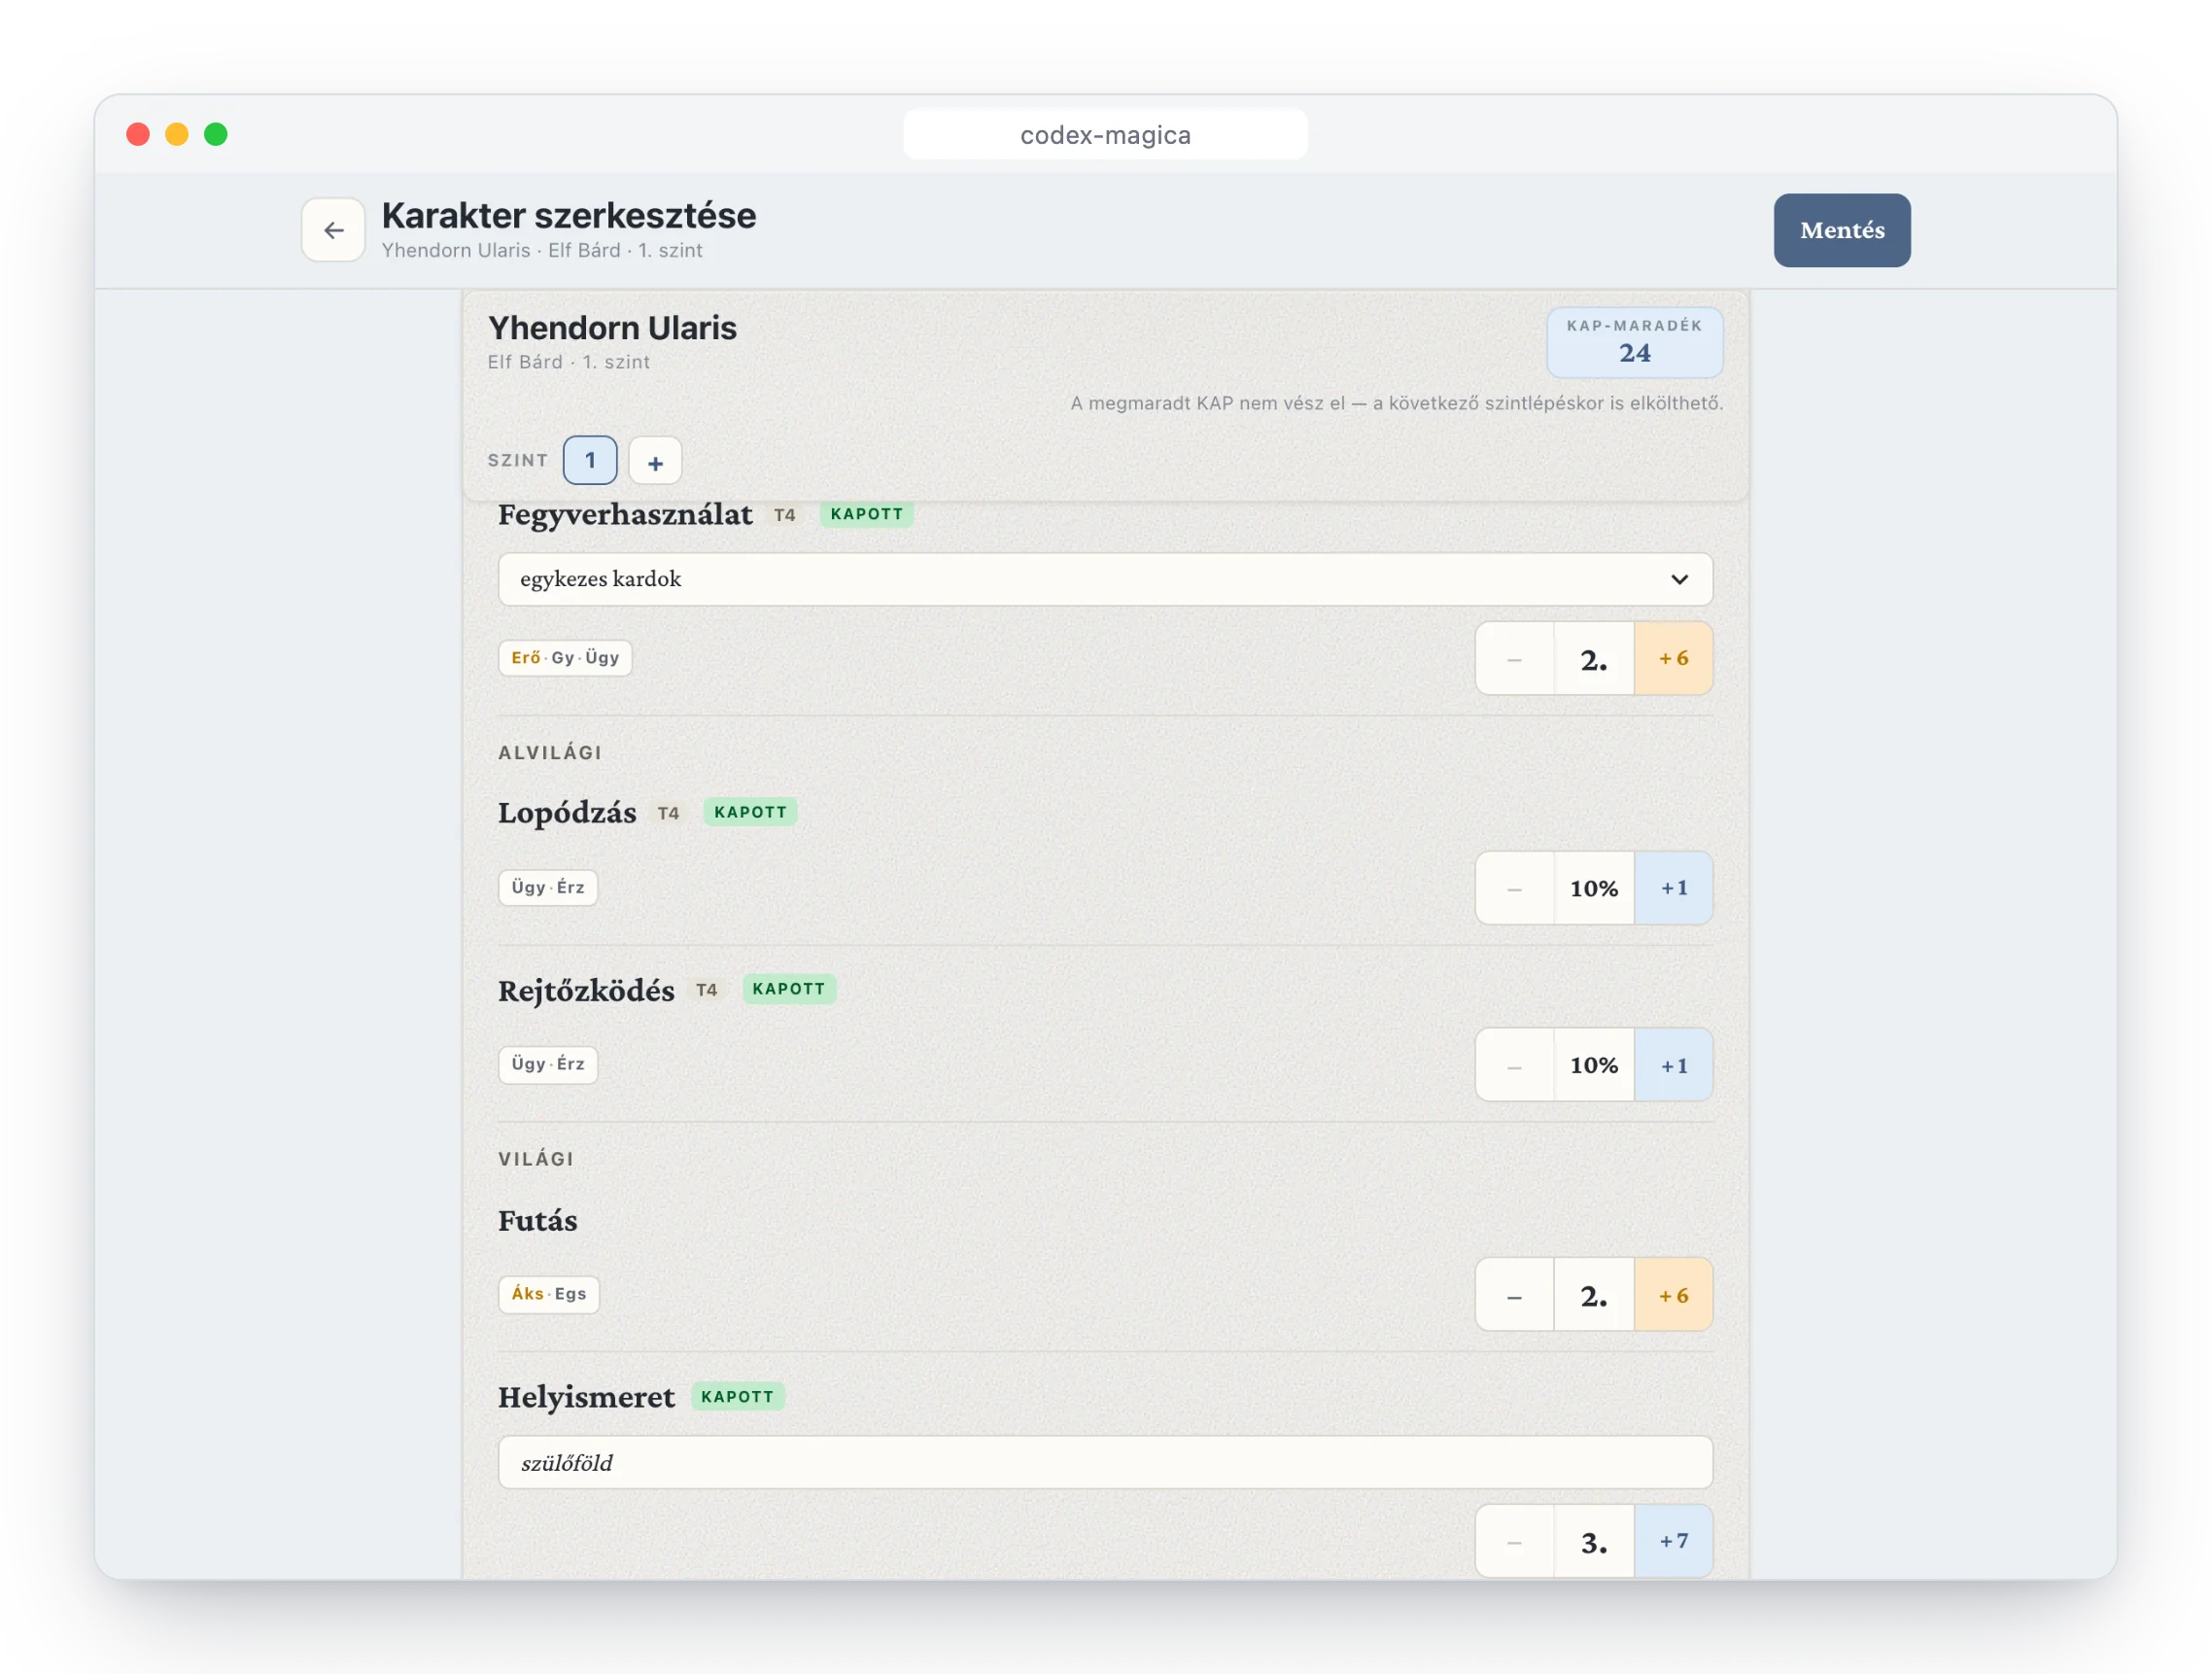 codex-magica
← Karakter szerkesztése
Yhendorn Ularis · Elf Bárd · 1. szint
Mentés
Yhendorn Ularis
Elf Bárd · 1. szint
KAP-MARADÉK
24
A megmaradt KAP nem vész el — a következő szintlépéskor is elkölthető.
SZINT 1 +
Fegyverhasználat T4 KAPOTT
egykezes kardok
Erő · Gy · Ügy
– 2. +6
ALVILÁGI
Lopódzás T4 KAPOTT
Ügy · Érz
– 10% +1
Rejtőzködés T4 KAPOTT
Ügy · Érz
– 10% +1
VILÁGI
Futás
Áks · Egs
– 2. +6
Helyismeret KAPOTT
szülőföld
– 3. +7